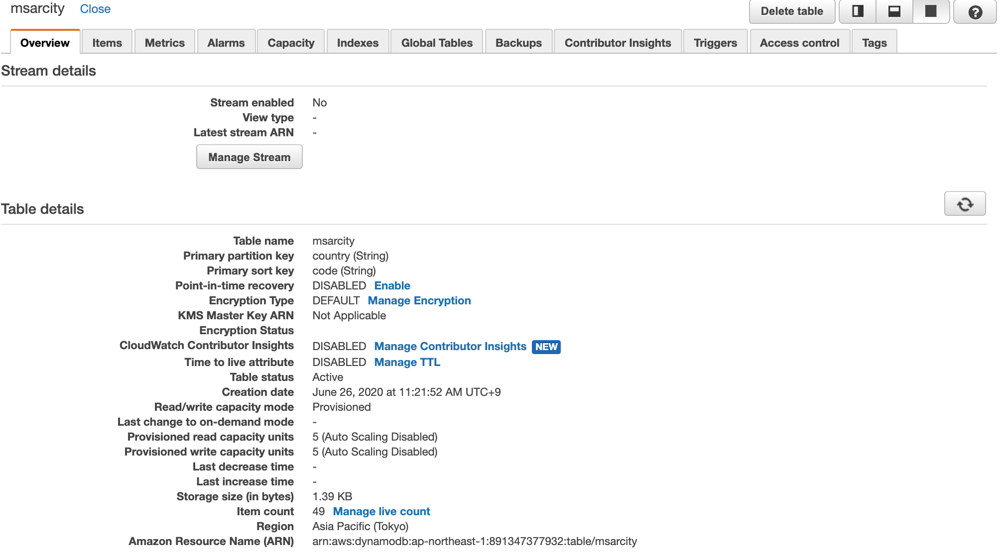 msarcity Close Delete table
Overview Items Metrics Alarms Capacity Indexes Global Tables Backups Contributor Insights Triggers Access control Tags
Stream details
Stream enabled No
View type -
Latest stream ARN -
Manage Stream
Table details
Table name msarcity
Primary partition key country (String)
Primary sort key code (String)
Point-in-time recovery DISABLED Enable
Encryption Type DEFAULT Manage Encryption
KMS Master Key ARN Not Applicable
Encryption Status
CloudWatch Contributor Insights DISABLED Manage Contributor Insights NEW
Time to live attribute DISABLED Manage TTL
Table status Active
Creation date June 26, 2020 at 11:21:52 AM UTC+9
Read/write capacity mode Provisioned
Last change to on-demand mode -
Provisioned read capacity units 5 (Auto Scaling Disabled)
Provisioned write capacity units 5 (Auto Scaling Disabled)
Last decrease time -
Last increase time -
Storage size (in bytes) 1.39 KB
Item count 49 Manage live count
Region Asia Pacific (Tokyo)
Amazon Resource Name (ARN) arn:aws:dynamodb:ap-northeast-1:891347377932:table/msarcity